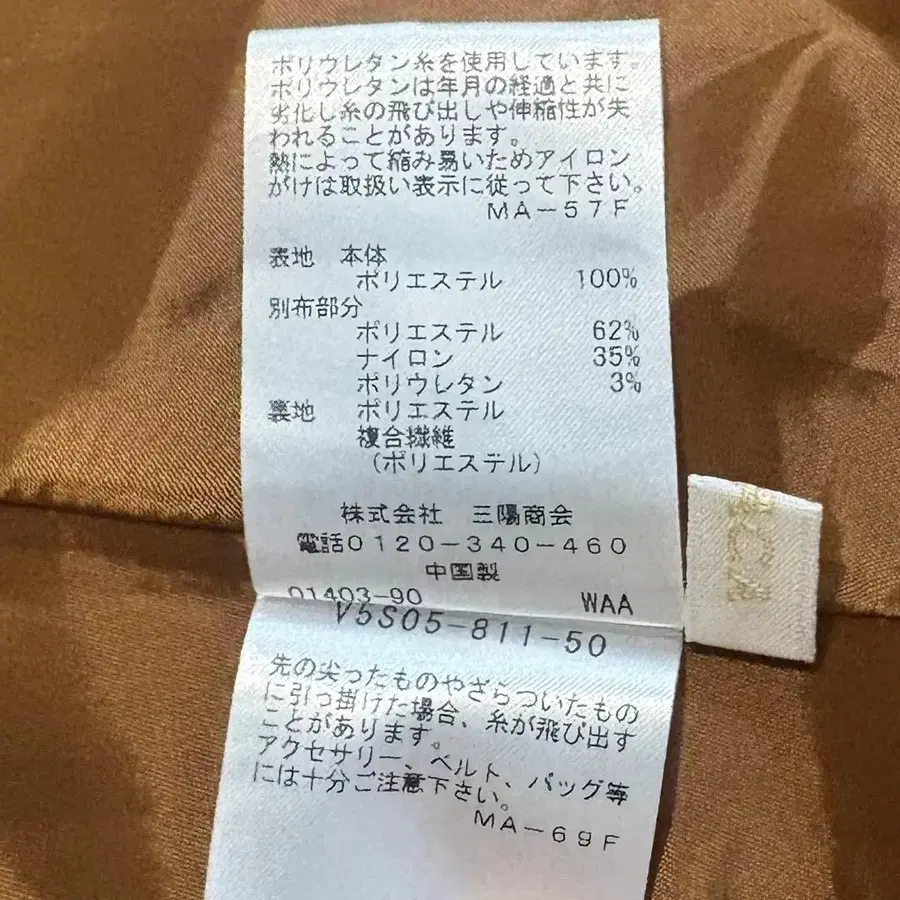 ポリウレタン糸を使用しています。
ポリウレタンは年月の経過と共に
劣化し糸の飛び出しや伸縮性が失
われることがあります。
熱によって縮み易いためアイロン
がけは取扱い表示に従って下さい。
MA-57F
表地 本体
ポリエステル 100%
別布部分
ポリエステル 62%
ナイロン 35%
ポリウレタン 3%
裏地 ポリエステル
複合繊維
(ポリエステル)
株式会社 三陽商会
電話0120-340-460
中国製
01403-90 WAA
V5S05-811-50
先の尖ったものやざらついたもの
に引っ掛けた場合、糸が飛び出す
ことがあります。
アクセサリー、ベルト、バッグ等
には十分ご注意下さい。
MA-69F